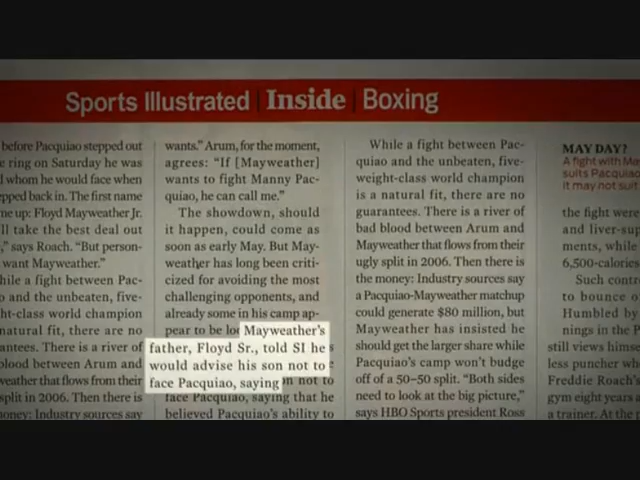 Sports Illustrated | Inside | Boxing
before Pacquiao stepped out
e ring on Saturday he was
d whom he would face when
pped back in. The first name
me up: Floyd Mayweather Jr.
ll take the best deal out
," says Roach. "But person-
want Mayweather."
hile a fight between Pac-
o and the unbeaten, five-
ht-class world champion
natural fit, there are no
antees. There is a river of
blood between Arum and
weather that flows from their
split in 2006. Then there is
money: Industry sources say
wants." Arum, for the moment,
agrees: "If [Mayweather]
wants to fight Manny Pac-
quiao, he can call me."
The showdown, should
it happen, could come as
soon as early May. But May-
weather has long been criti-
cized for avoiding the most
challenging opponents, and
already some in his camp ap-
pear to be loo
Mayweather's
father, Floyd Sr., told SI he
would advise his son not to
face Pacquiao, saying
n not to
face Pacquiao, saying that he
believed Pacquiao's ability to
While a fight between Pac-
quiao and the unbeaten, five-
weight-class world champion
is a natural fit, there are no
guarantees. There is a river of
bad blood between Arum and
Mayweather that flows from their
ugly split in 2006. Then there is
the money: Industry sources say
a Pacquiao-Mayweather matchup
could generate $80 million, but
Mayweather has insisted he
should get the larger share while
Pacquiao's camp won't budge
off of a 50–50 split. "Both sides
need to look at the big picture,"
says HBO Sports president Ross
MAY DAY?
A fight with Ma
suits Pacquiao
it may not suit
the fight were
and liver-sup
ments, while
6,500-calories
Such contr
to bounce o
Humbled by
nings in the P
still views himse
less puncher wh
Freddie Roach's
gym eight years a
a trainer. At the